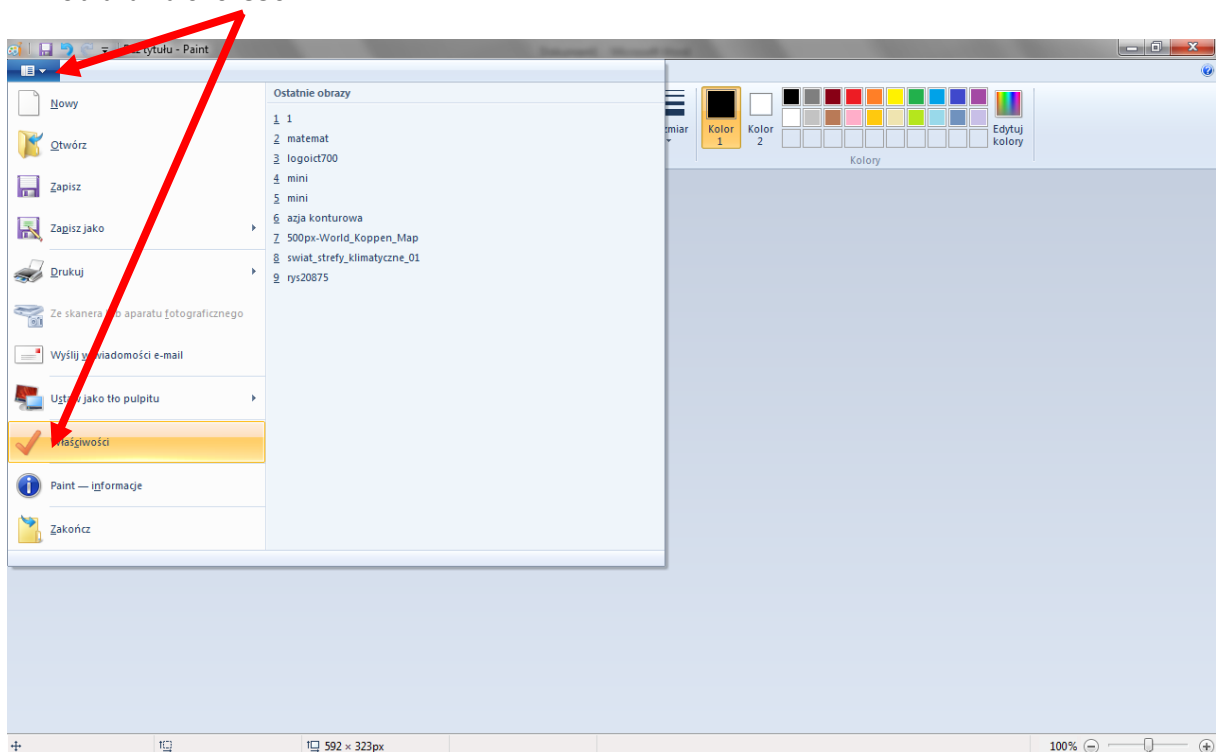 tytułu - Paint
Nowy
Otwórz
Zapisz
Zapisz jako
Drukuj
Ze skanera aparatu fotograficznego
Wyślij wiadomości e-mail
Ustaw jako tło pulpitu
Właściwości
Paint — informacje
Zakończ
Ostatnie obrazy
1 1
2 matemat
3 logoict700
4 mini
5 mini
6 azja konturowa
7 500px-World_Koppen_Map
8 swiat_strefy_klimatyczne_01
9 rys20875
Kolor
1
Kolor
2
Edytuj
kolory
Kolory
592 × 323px
100%